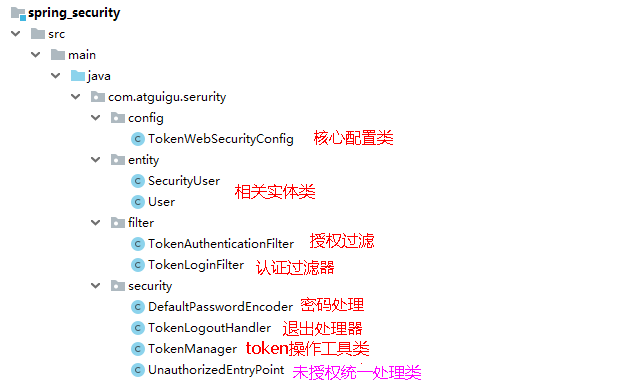 spring_security
src
main
java
com.atguigu.serurity
config
TokenWebSecurityConfig 核心配置类
entity
SecurityUser
相关实体类
User
filter
TokenAuthenticationFilter 授权过滤
TokenLoginFilter 认证过滤器
security
DefaultPasswordEncoder 密码处理
TokenLogoutHandler 退出处理器
TokenManager token操作工具类
UnauthorizedEntryPoint 未授权统一处理类